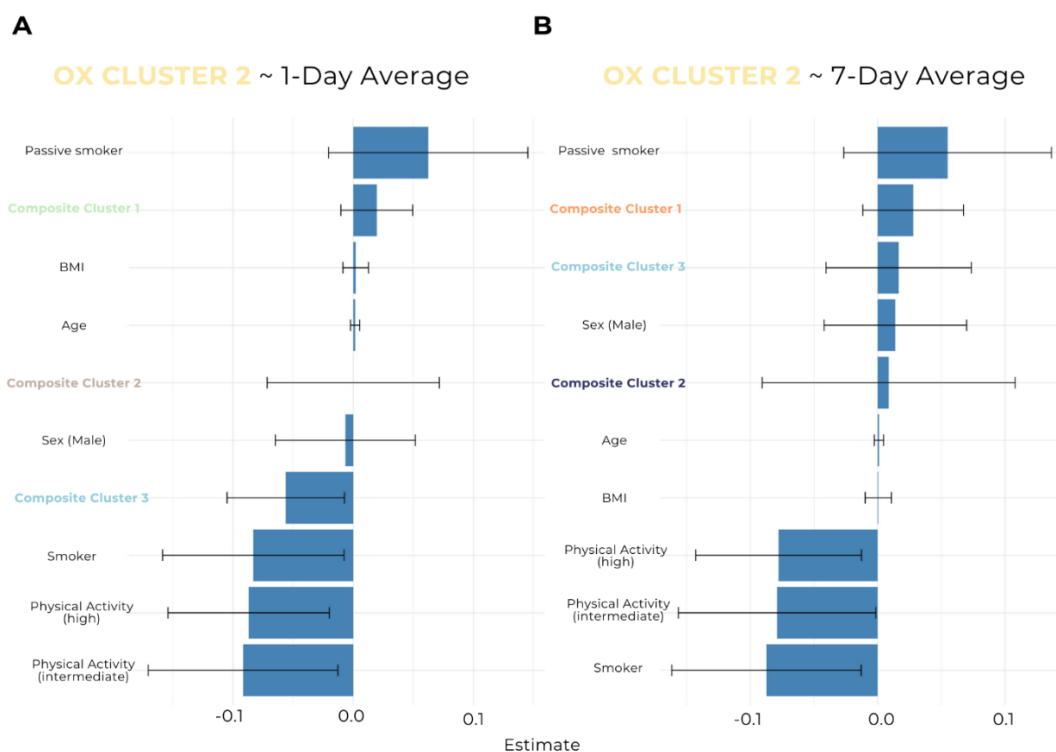 A
OX CLUSTER 2 ~ 1-Day Average
Passive smoker
Composite Cluster 1
BMI
Age
Composite Cluster 2
Sex (Male)
Composite Cluster 3
Smoker
Physical Activity
(high)
Physical Activity
(intermediate)
-0.1
0.0
0.1
B
OX CLUSTER 2 ~ 7-Day Average
Passive smoker
Composite Cluster 1
Composite Cluster 3
Sex (Male)
Composite Cluster 2
Age
BMI
Physical Activity
(high)
Physical Activity
(intermediate)
Smoker
-0.1
0.0
0.1
Estimate